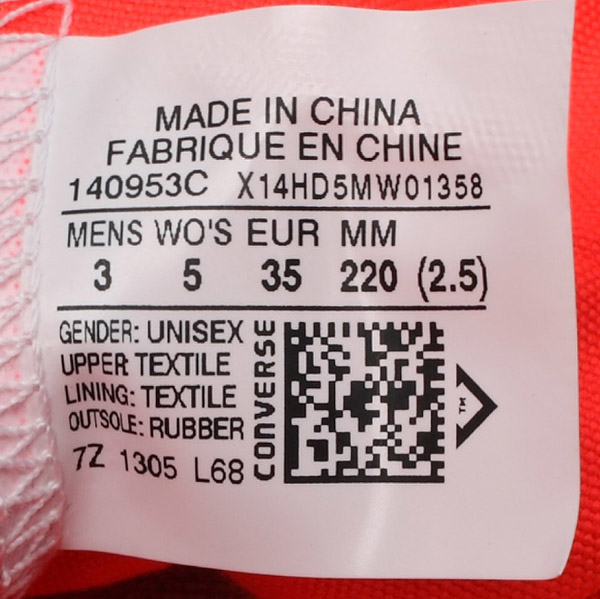 MADE IN CHINA
FABRIQUE EN CHINE
140953C X14HD5MW01358
MENS WO'S EUR MM
3 5 35 220 (2.5)
GENDER: UNISEX
UPPER TEXTILE
LINING: TEXTILE
OUTSOLE: RUBBER
7Z 1305 L68
CONVERSE
TM